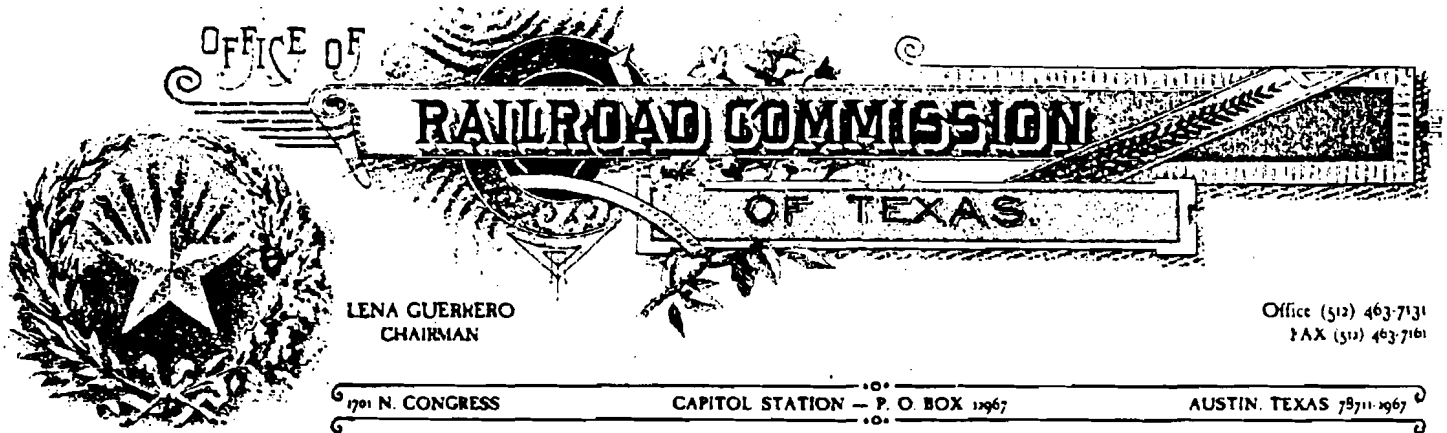 OFFICE OF
RAILROAD COMMISSION
OF TEXAS.
LENA GUERRERO
CHAIRMAN
Office (512) 463-7131
FAX (512) 463-7161
1701 N. CONGRESS CAPITOL STATION — P. O. BOX 12967 AUSTIN, TEXAS 78711-2967